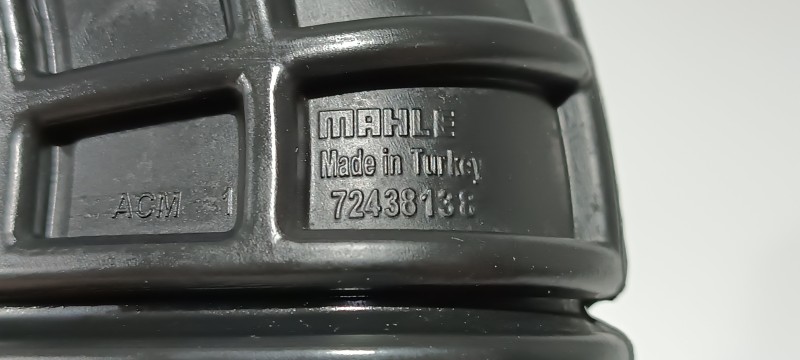 MAHLE
Made in Turkey
72438138
ACM 1